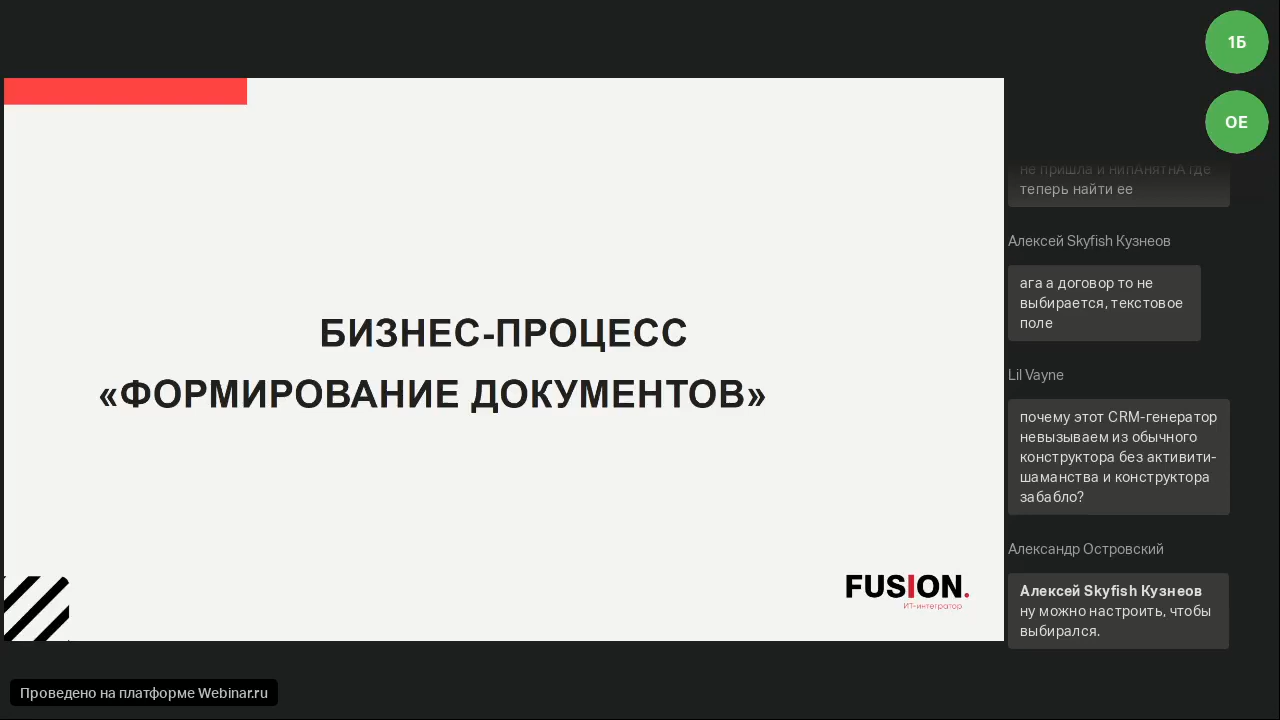 1Б
OE
БИЗНЕС-ПРОЦЕСС
«ФОРМИРОВАНИЕ ДОКУМЕНТОВ»
FUSION.
ИТ-интегратор
не пришла и нипАнятнА где
теперь найти ее
Алексей Skyfish Кузнеов
ага а договор то не
выбирается, текстовое
поле
Lil Vayne
почему этот CRM-генератор
невызываем из обычного
конструктора без активити-
шаманства и конструктора
забабло?
Александр Островский
Алексей Skyfish Кузнеов
ну можно настроить, чтобы
выбирался.
Проведено на платформе Webinar.ru